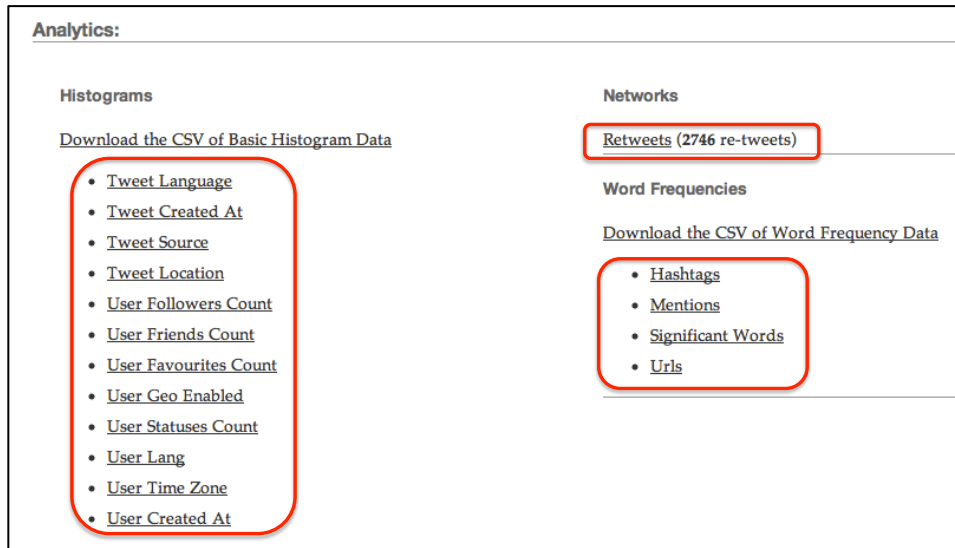 Analytics:
Histograms
Download the CSV of Basic Histogram Data
• Tweet Language
• Tweet Created At
• Tweet Source
• Tweet Location
• User Followers Count
• User Friends Count
• User Favourites Count
• User Geo Enabled
• User Statuses Count
• User Lang
• User Time Zone
• User Created At
Networks
Retweets (2746 re-tweets)
Word Frequencies
Download the CSV of Word Frequency Data
• Hashtags
• Mentions
• Significant Words
• Urls